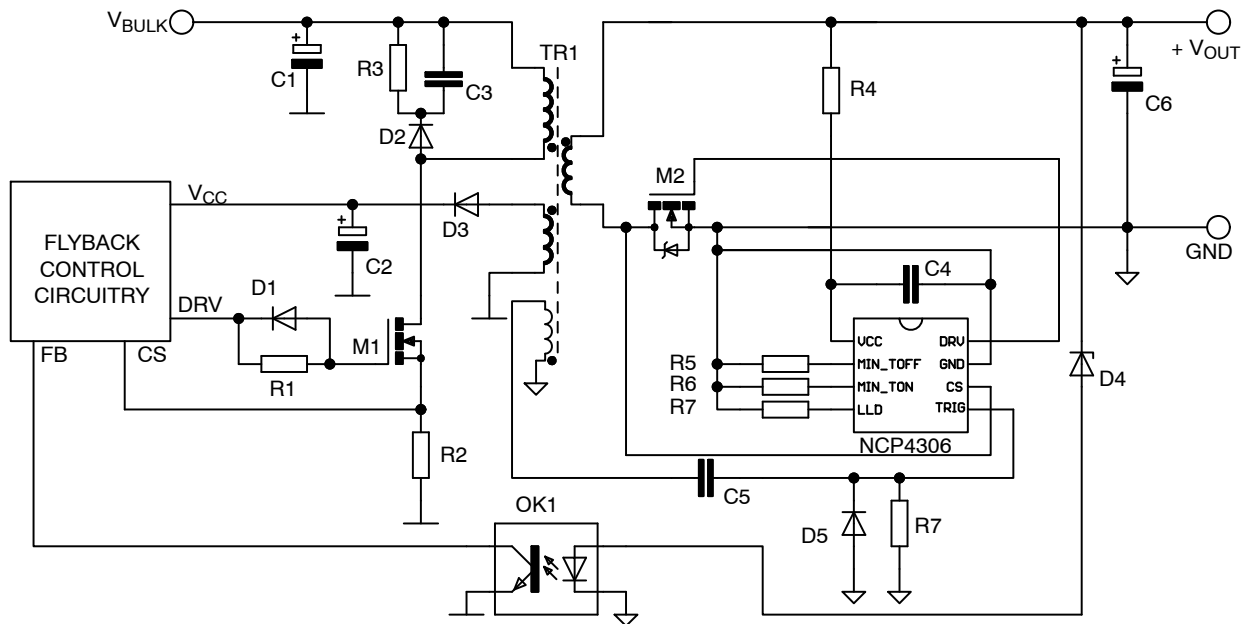 VBULK
C1
R3
C3
D2
TR1
R4
+ VOUT
C6
M2
GND
VCC
D3
C2
FLYBACK
CONTROL
CIRCUITRY
D1
DRV
M1
FB
CS
R1
R2
C4
VCC
DRV
R5
MIN_TOFF
GND
R6
MIN_TON
CS
R7
LLD
TRIG
NCP4306
D4
C5
OK1
D5
R7